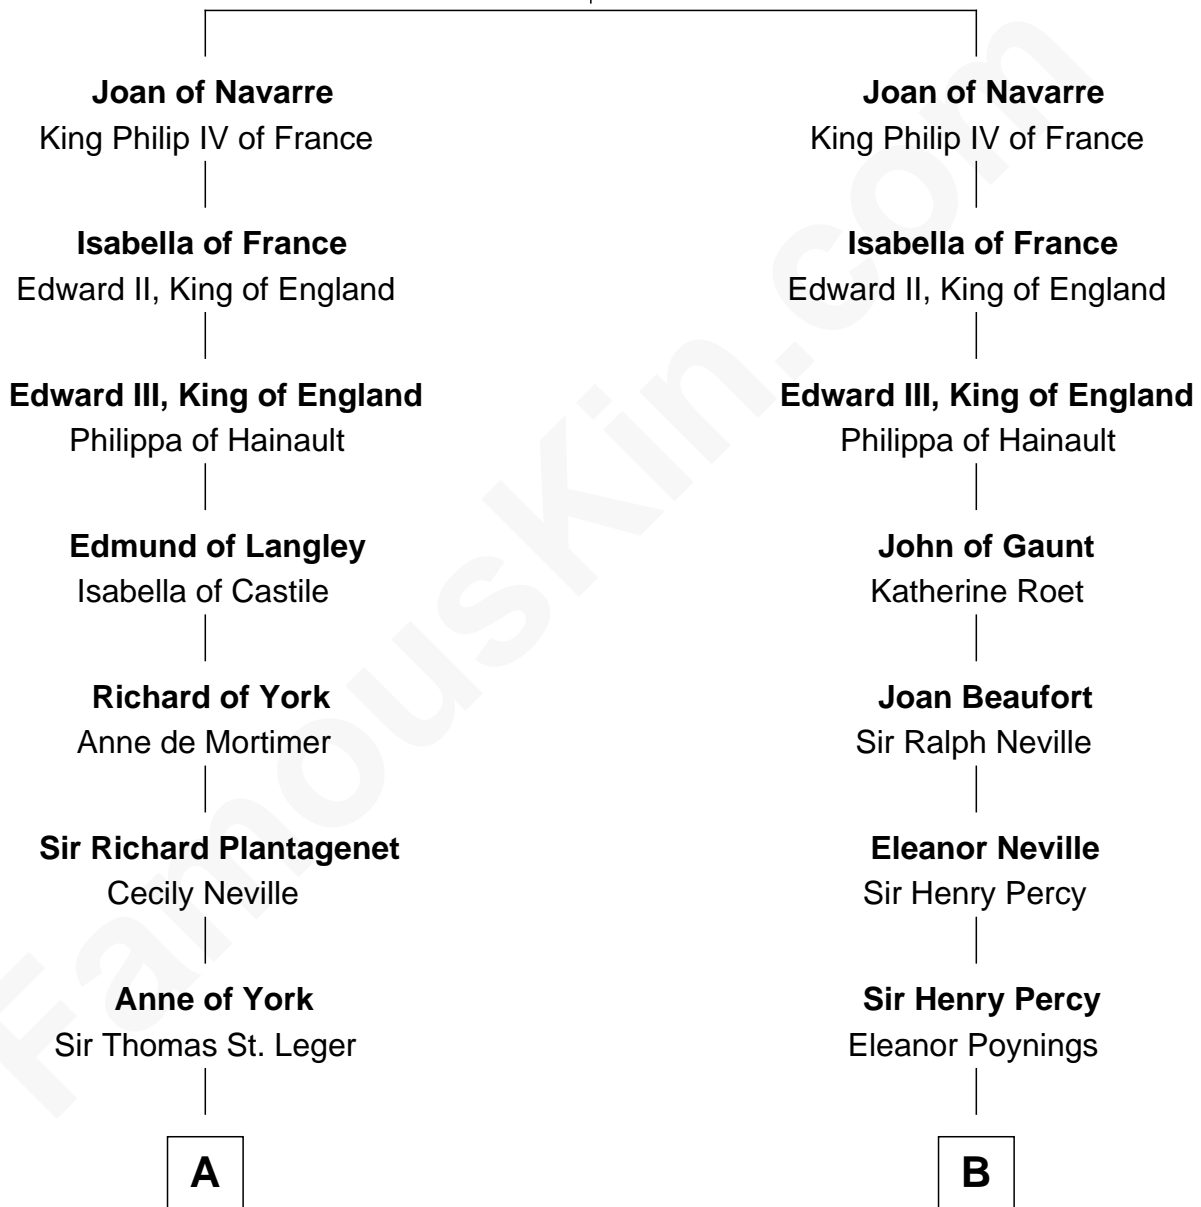 Joan of Navarre
King Philip IV of France
Isabella of France
Edward II, King of England
Edward III, King of England
Philippa of Hainault
Edmund of Langley
Isabella of Castile
Richard of York
Anne de Mortimer
Sir Richard Plantagenet
Cecily Neville
Anne of York
Sir Thomas St. Leger
A
Joan of Navarre
King Philip IV of France
Isabella of France
Edward II, King of England
Edward III, King of England
Philippa of Hainault
John of Gaunt
Katherine Roet
Joan Beaufort
Sir Ralph Neville
Eleanor Neville
Sir Henry Percy
Sir Henry Percy
Eleanor Poynings
B
FamousKin.com